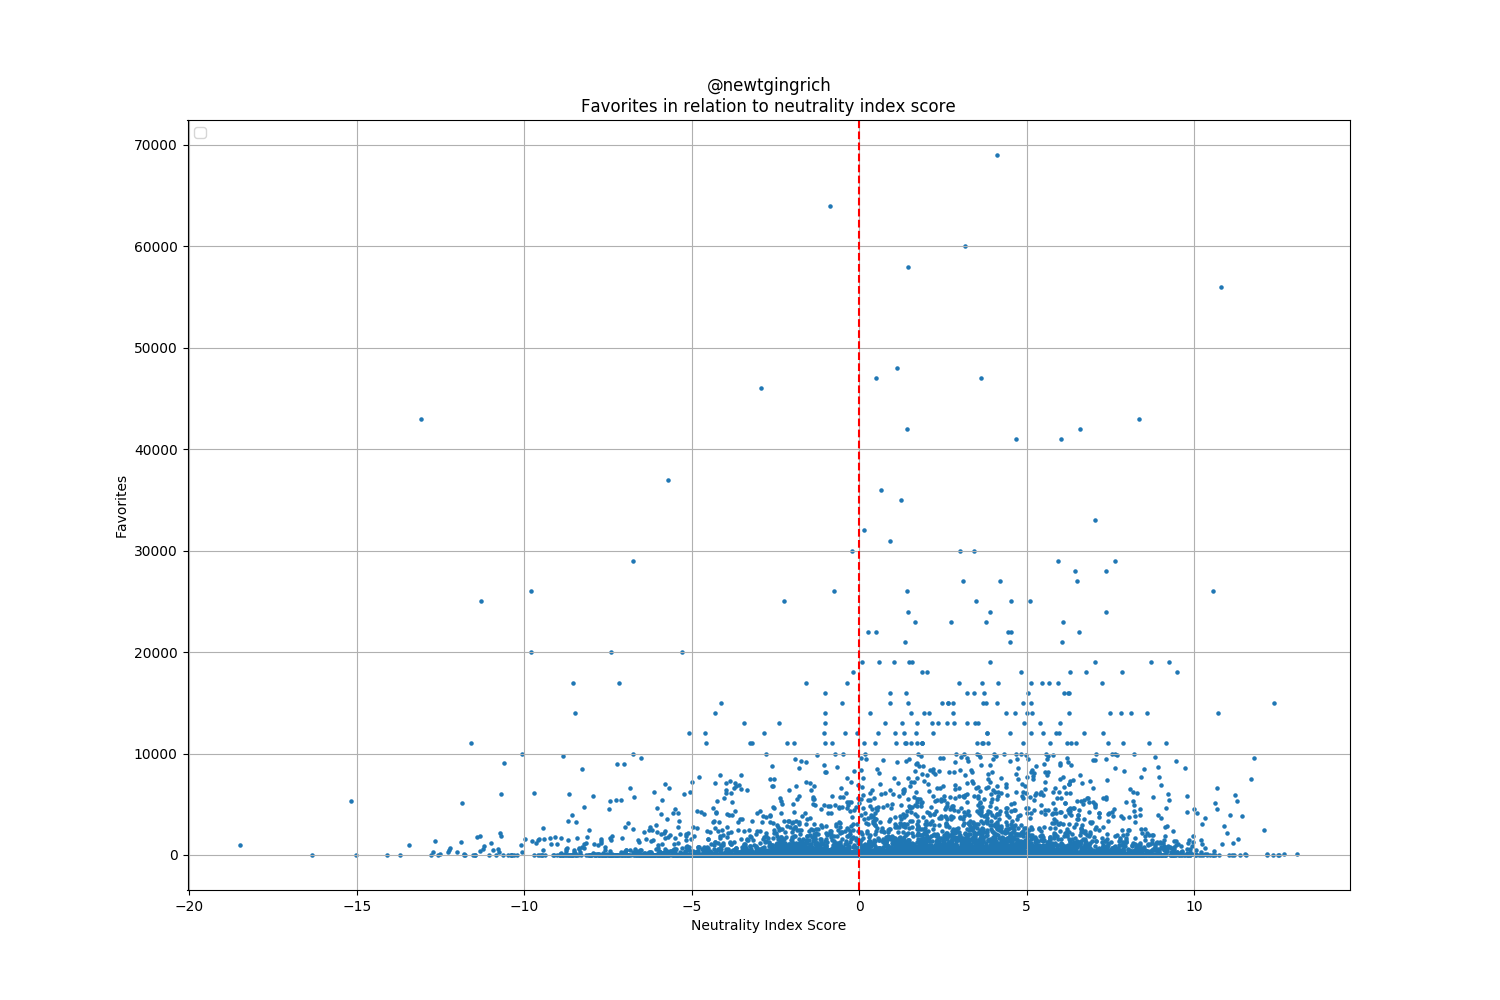 @newtgingrich
Favorites in relation to neutrality index score
70000
60000
50000
40000
30000
20000
10000
0
Favorites
−20 −15 −10 −5 0 5 10
Neutrality Index Score